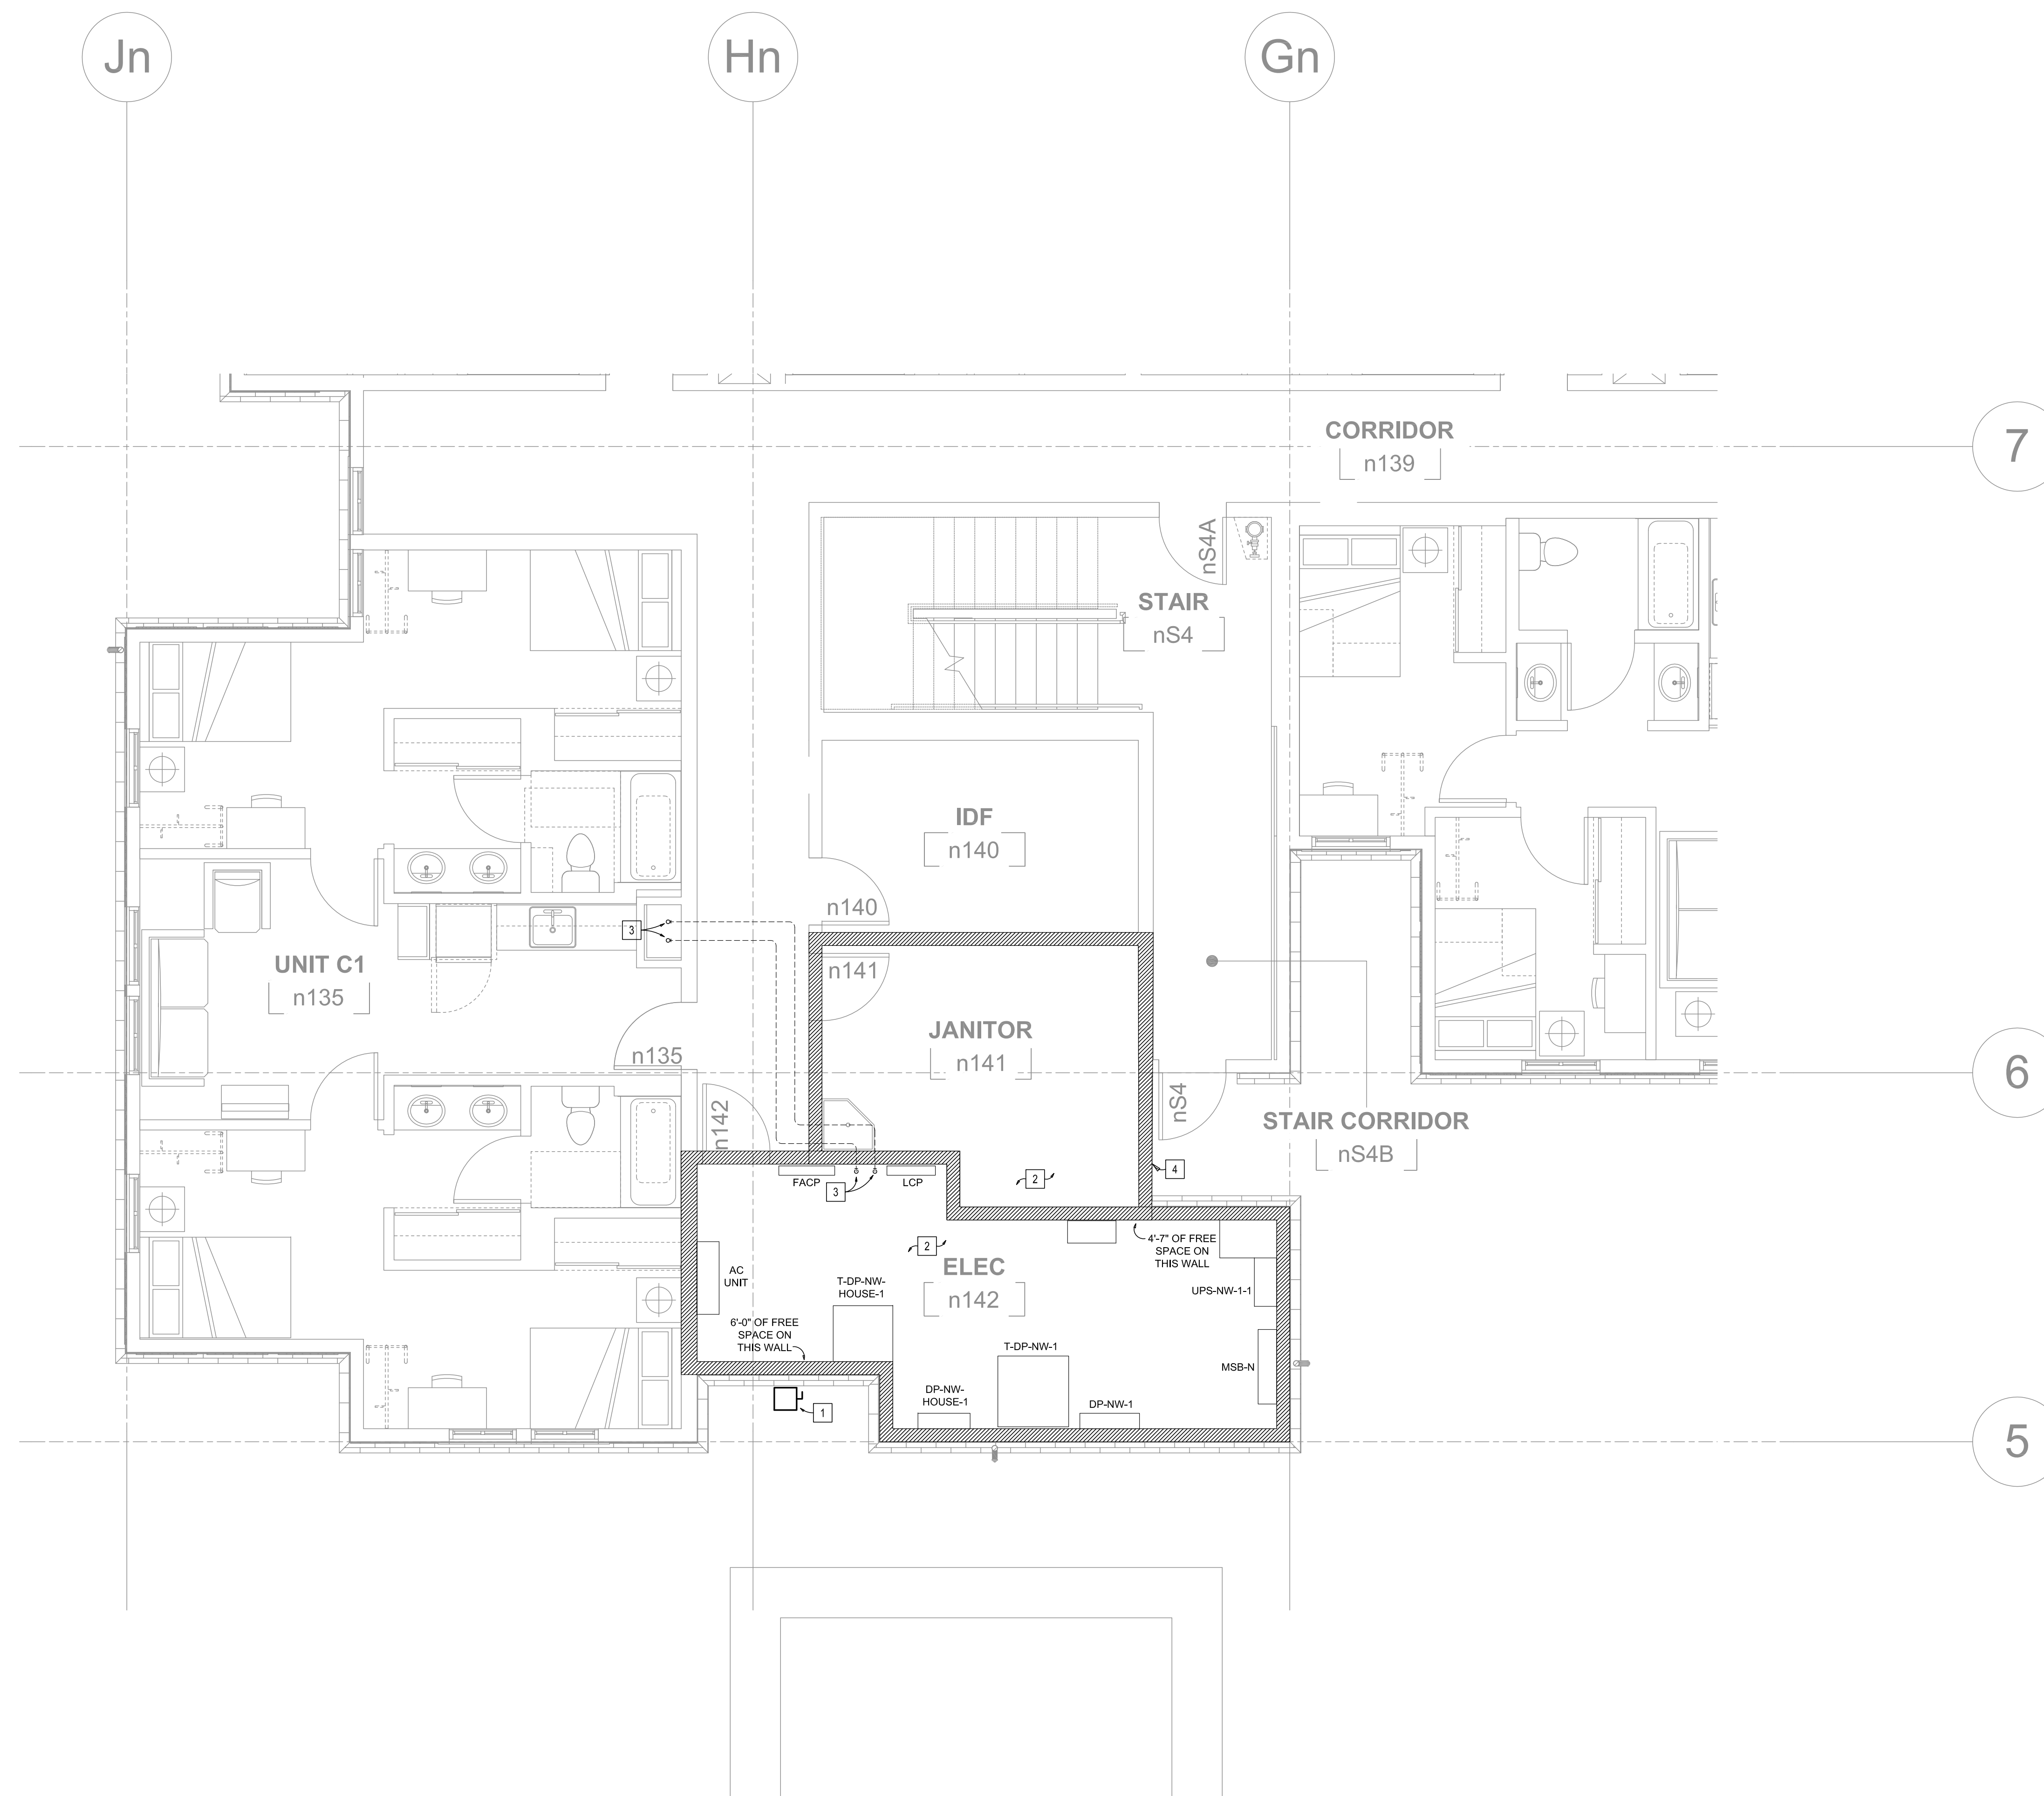 Jn
Hn
Gn
CORRIDOR
n139
7
nS4A
STAIR
nS4
IDF
n140
n140
3
UNIT C1
n135
n141
JANITOR
n141
n135
6
n142
nS4
STAIR CORRIDOR
nS4B
4
2
FACP
3
LCP
4'-7" OF FREE
SPACE ON
THIS WALL
2
ELEC
n142
AC
UNIT
T-DP-NW-
HOUSE-1
UPS-NW-1-1
6'-0" OF FREE
SPACE ON
THIS WALL
T-DP-NW-1
MSB-N
DP-NW-
HOUSE-1
DP-NW-1
1
5